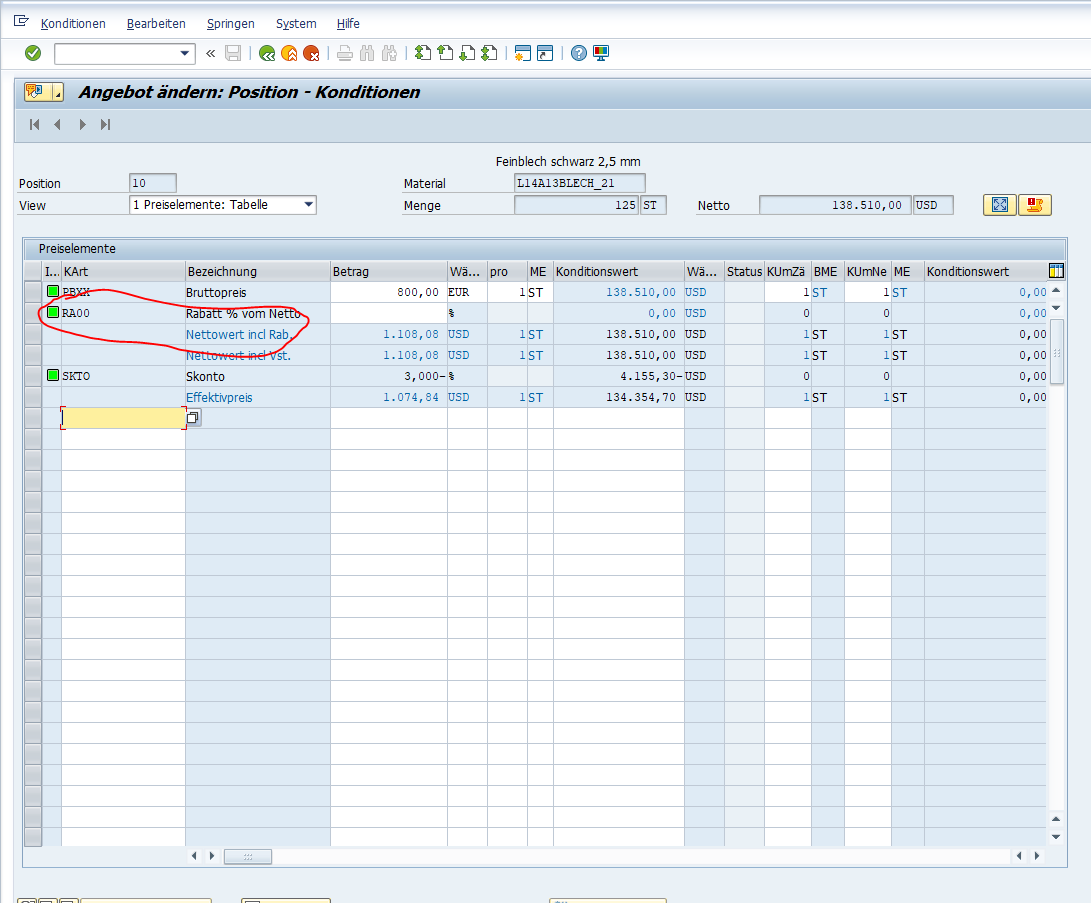 Konditionen Bearbeiten Springen System Hilfe
Angebot ändern: Position - Konditionen
Feinblech schwarz 2,5 mm
Position 10 Material L14A13BLECH_21
View 1 Preiselemente: Tabelle Menge 125 ST Netto 138.510,00 USD
Preiselemente
I... KArt Bezeichnung Betrag Wä... pro ME Konditionswert Wä... Status KUmZä BME KUmNe ME Konditionswert
PBXX Bruttopreis 800,00 EUR 1 ST 138.510,00 USD 1 ST 1 ST 0,00
RA00 Rabatt % vom Netto % 0,00 USD 0 0 0,00
Nettowert incl Rab. 1.108,08 USD 1 ST 138.510,00 USD 1 ST 1 ST 0,00
Nettowert incl Vst. 1.108,08 USD 1 ST 138.510,00 USD 1 ST 1 ST 0,00
SKTO Skonto 3,000- % 4.155,30- USD 0 0 0,00
Effektivpreis 1.074,84 USD 1 ST 134.354,70 USD 1 ST 1 ST 0,00